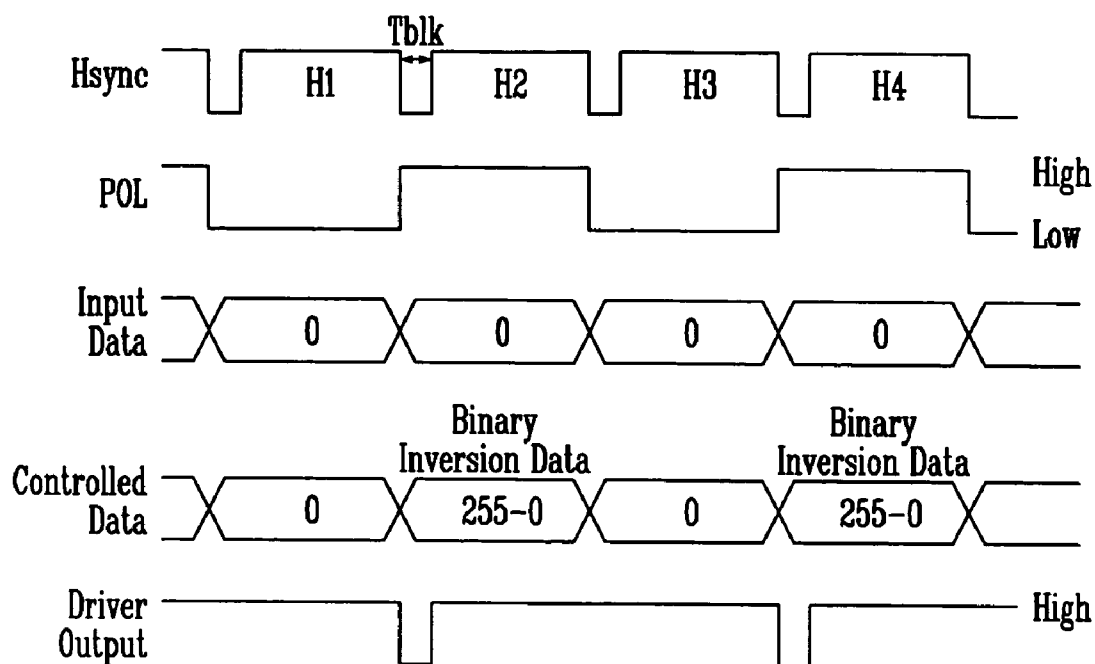 Tblk
Hsync
H1
H2
H3
H4
POL
High
Low
Input
Data
0
0
0
0
Binary
Inversion Data
Binary
Inversion Data
Controlled
Data
0
255-0
0
255-0
Driver
Output
High